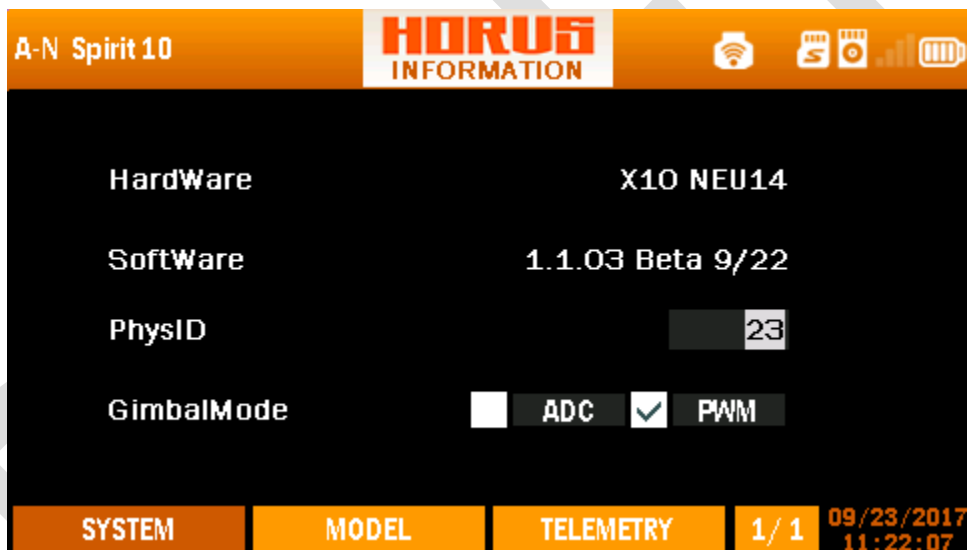 A-N Spirit 10
HORUS
INFORMATION
HardWare X10 NEU14
SoftWare 1.1.03 Beta 9/22
PhysID 23
GimbalMode ADC PWM
SYSTEM MODEL TELEMETRY 1/1 09/23/2017
11:22:07